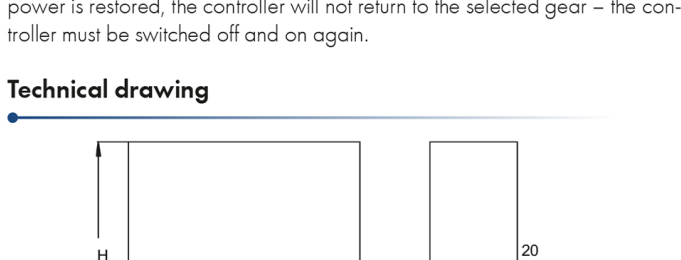 power is restored, the controller will not return to the selected gear – the con-
troller must be switched off and on again.
Technical drawing
H
20